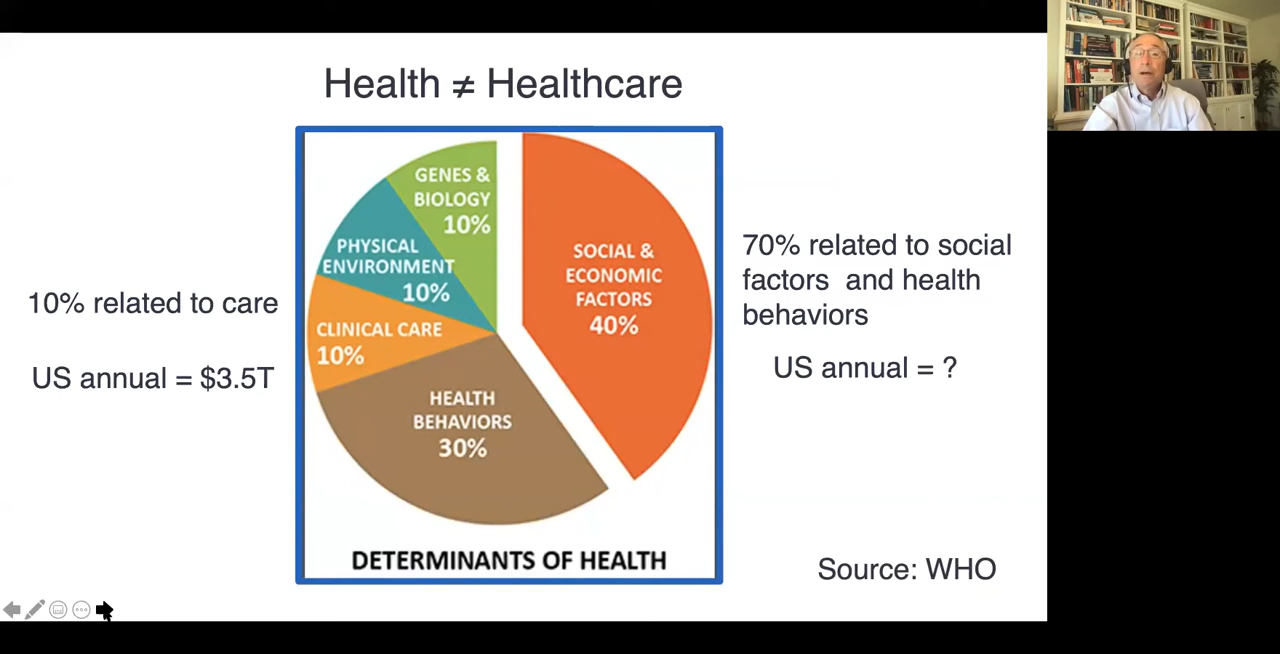 Health ≠ Healthcare
GENES &
BIOLOGY
10%
PHYSICAL
ENVIRONMENT
10%
CLINICAL CARE
10%
HEALTH
BEHAVIORS
30%
SOCIAL &
ECONOMIC
FACTORS
40%
DETERMINANTS OF HEALTH
10% related to care
US annual = $3.5T
70% related to social
factors  and health
behaviors
US annual = ?
Source: WHO